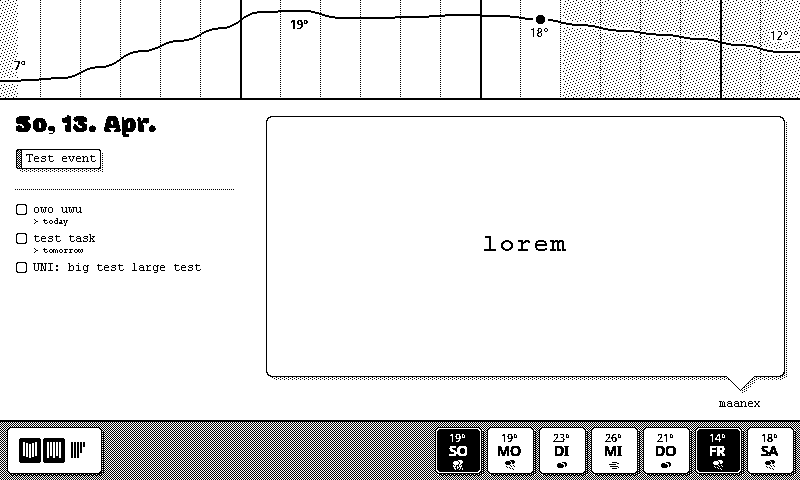 7°
19°
18°
12°
So, 13. Apr.
Test event
owo uwu
> today
test task
> tomorrow
UNI: big test large test
lorem
maanex
19° 19° 23° 26° 21° 14° 18°
SO MO DI MI DO FR SA